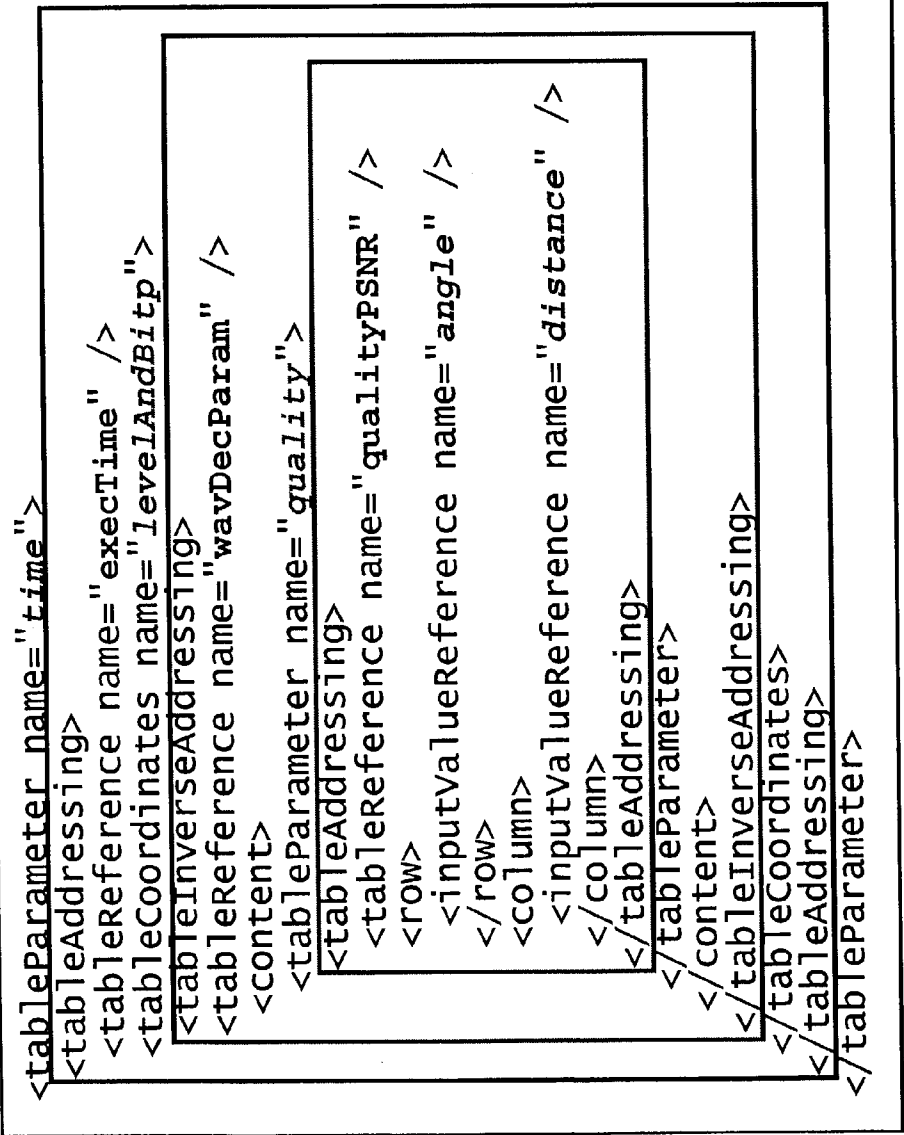 <tableParameter name="time">
<tableAddressing>
<tableReference name="execTime" />
<tableCoordinates name="levelAndBitp">
<tableInverseAddressing>
<tableReference name="wavDecParam" />
<content>
<tableParameter name="quality">
<tableAddressing>
<tableReference name="qualityPSNR" />
<row>
<inputValueReference name="angle" />
</row>
<column>
<inputValueReference name="distance" />
</column>
</tableAddressing>
</tableParameter>
</content>
</tableInverseAddressing>
</tableCoordinates>
</tableAddressing>
</tableParameter>